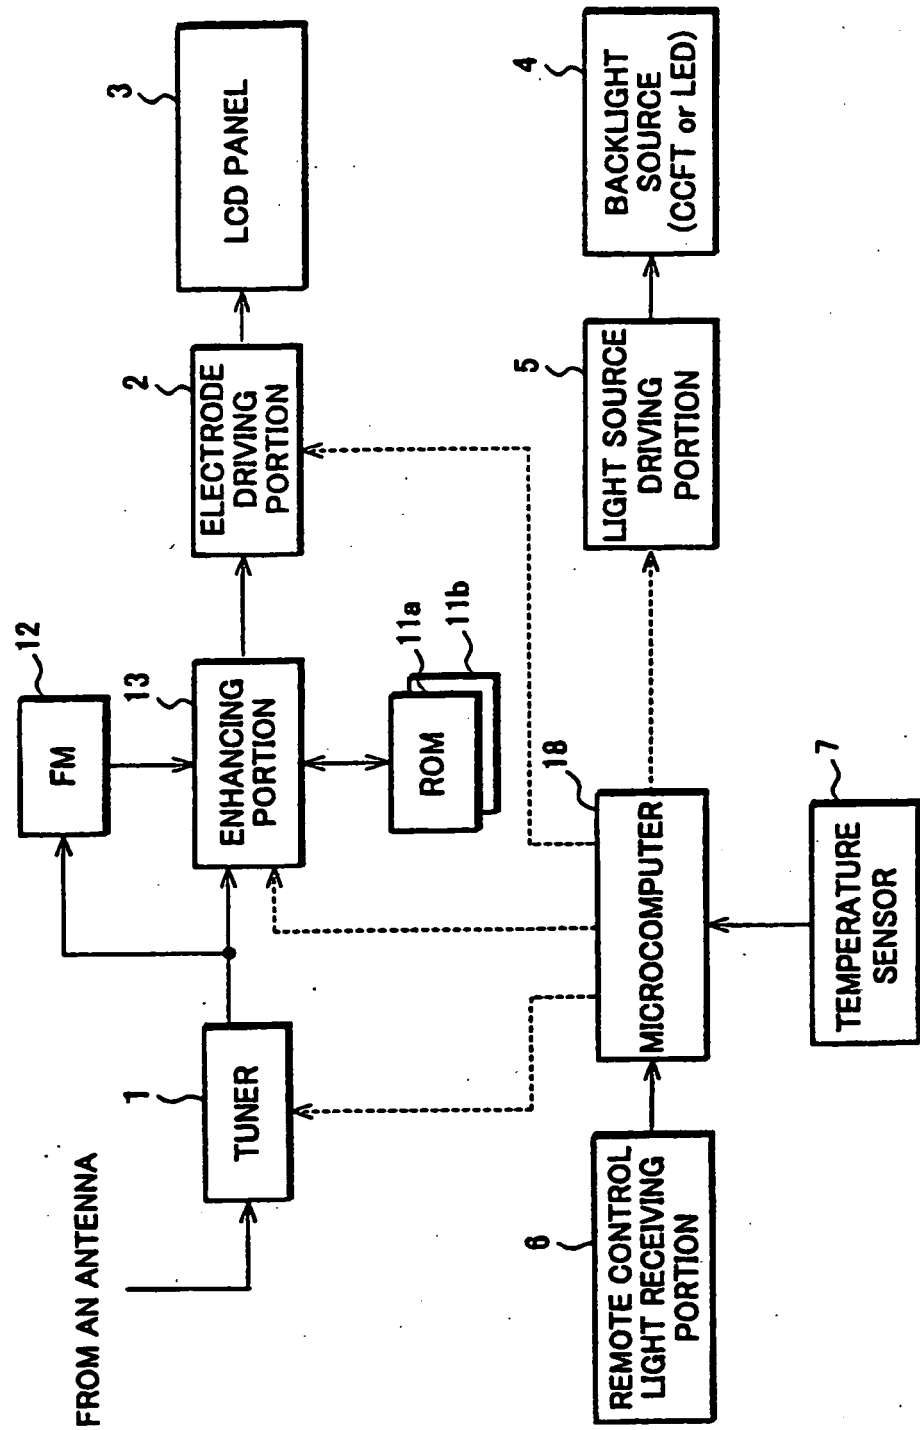 FROM AN ANTENNA
1
TUNER
12
FM
13
ENHANCING
PORTION
2
ELECTRODE
DRIVING
PORTION
3
LCD PANEL
ROM
11a
11b
6
REMOTE CONTROL
LIGHT RECEIVING
PORTION
18
MICROCOMPUTER
7
TEMPERATURE
SENSOR
5
LIGHT SOURCE
DRIVING
PORTION
4
BACKLIGHT
SOURCE
(CCFT or LED)